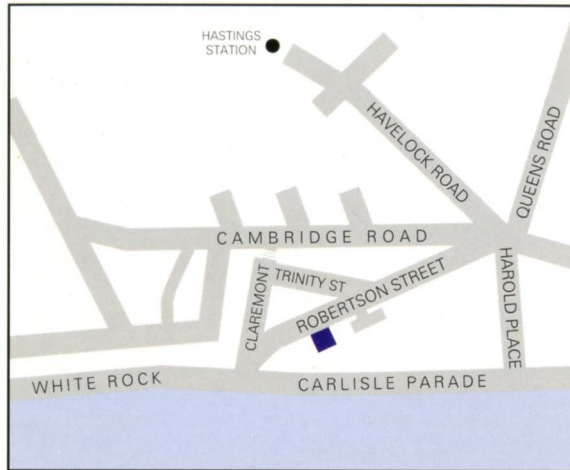 HASTINGS
STATION
HAVELOCK ROAD
QUEENS ROAD
CAMBRIDGE ROAD
CLAREMONT
TRINITY ST
ROBERTSON STREET
HAROLD PLACE
WHITE ROCK
CARLISLE PARADE